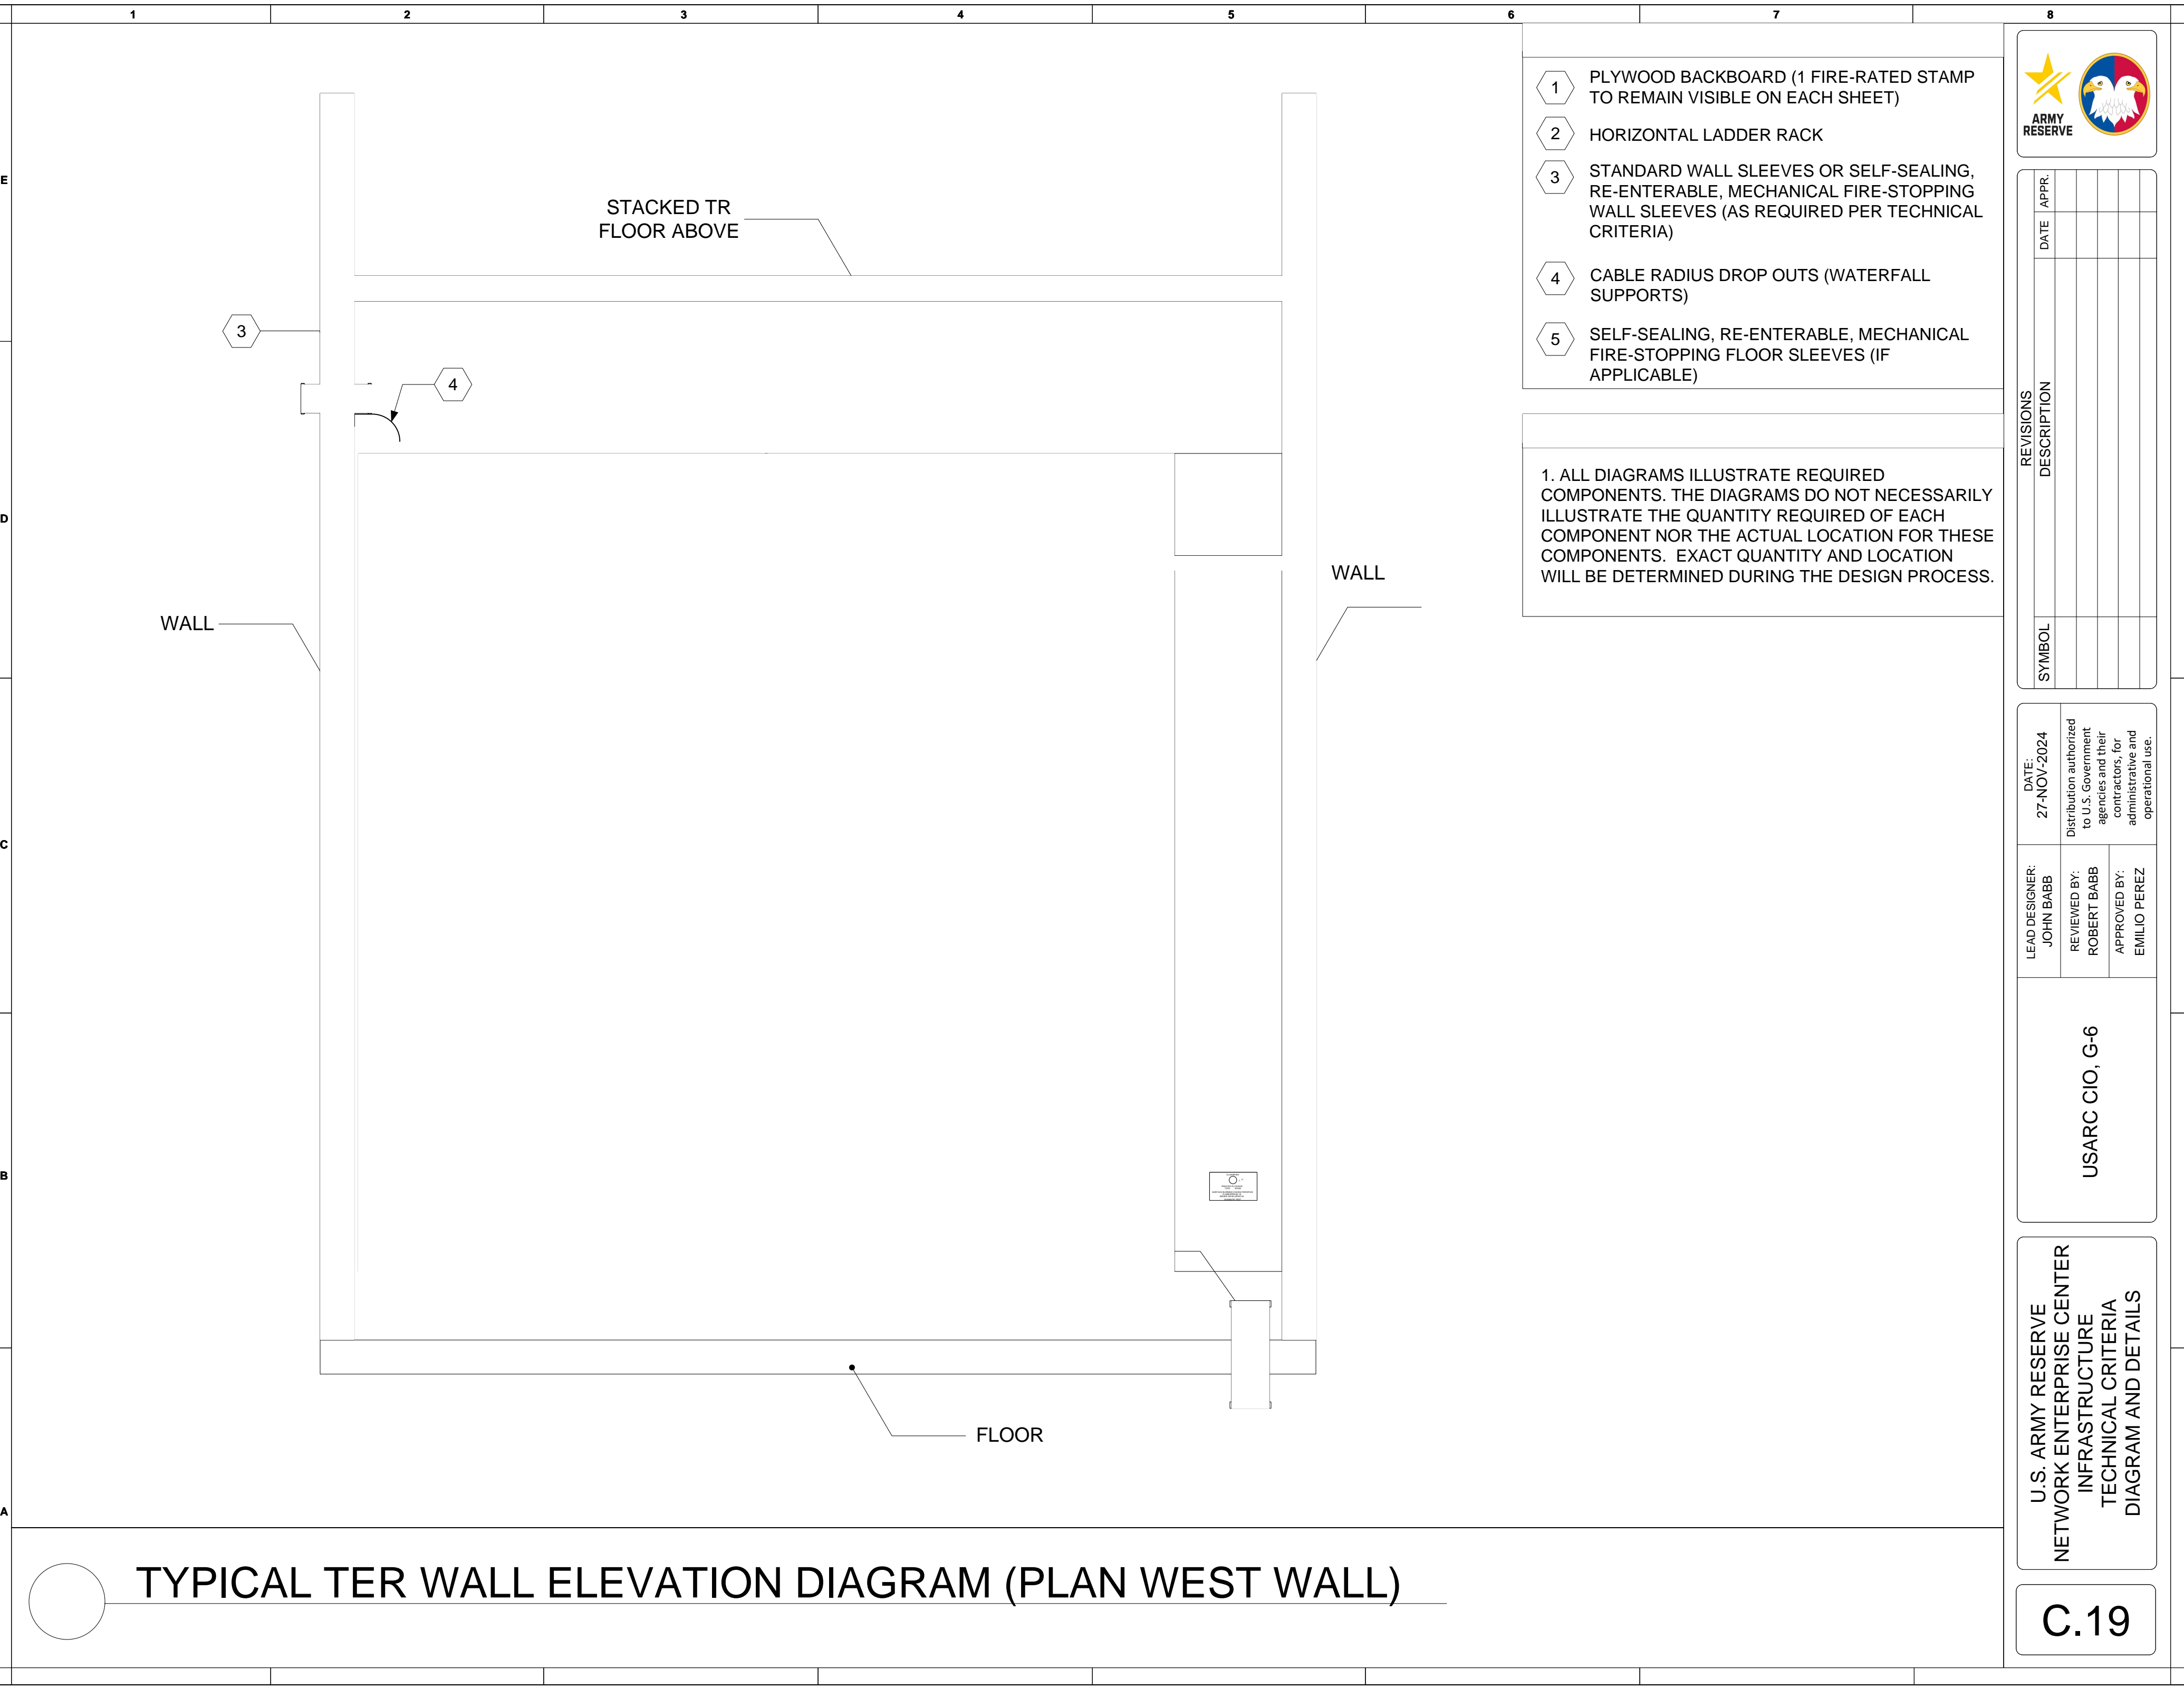 1
2
3
4
5
6
7
8
E
D
C
B
A
STACKED TR
FLOOR ABOVE
3
4
WALL
WALL
FLOOR
1
PLYWOOD BACKBOARD (1 FIRE-RATED STAMP
TO REMAIN VISIBLE ON EACH SHEET)
2
HORIZONTAL LADDER RACK
3
STANDARD WALL SLEEVES OR SELF-SEALING,
RE-ENTERABLE, MECHANICAL FIRE-STOPPING
WALL SLEEVES (AS REQUIRED PER TECHNICAL
CRITERIA)
4
CABLE RADIUS DROP OUTS (WATERFALL
SUPPORTS)
5
SELF-SEALING, RE-ENTERABLE, MECHANICAL
FIRE-STOPPING FLOOR SLEEVES (IF
APPLICABLE)
1. ALL DIAGRAMS ILLUSTRATE REQUIRED
COMPONENTS. THE DIAGRAMS DO NOT NECESSARILY
ILLUSTRATE THE QUANTITY REQUIRED OF EACH
COMPONENT NOR THE ACTUAL LOCATION FOR THESE
COMPONENTS. EXACT QUANTITY AND LOCATION
WILL BE DETERMINED DURING THE DESIGN PROCESS.
ARMY
RESERVE
REVISIONS
SYMBOL
DESCRIPTION
DATE
APPR.
DATE:
27-NOV-2024
Distribution authorized
to U.S. Government
agencies and their
contractors, for
administrative and
operational use.
LEAD DESIGNER:
JOHN BABB
REVIEWED BY:
ROBERT BABB
APPROVED BY:
EMILIO PEREZ
USARC CIO, G-6
U.S. ARMY RESERVE
NETWORK ENTERPRISE CENTER
INFRASTRUCTURE
TECHNICAL CRITERIA
DIAGRAM AND DETAILS
C.19
TYPICAL TER WALL ELEVATION DIAGRAM (PLAN WEST WALL)